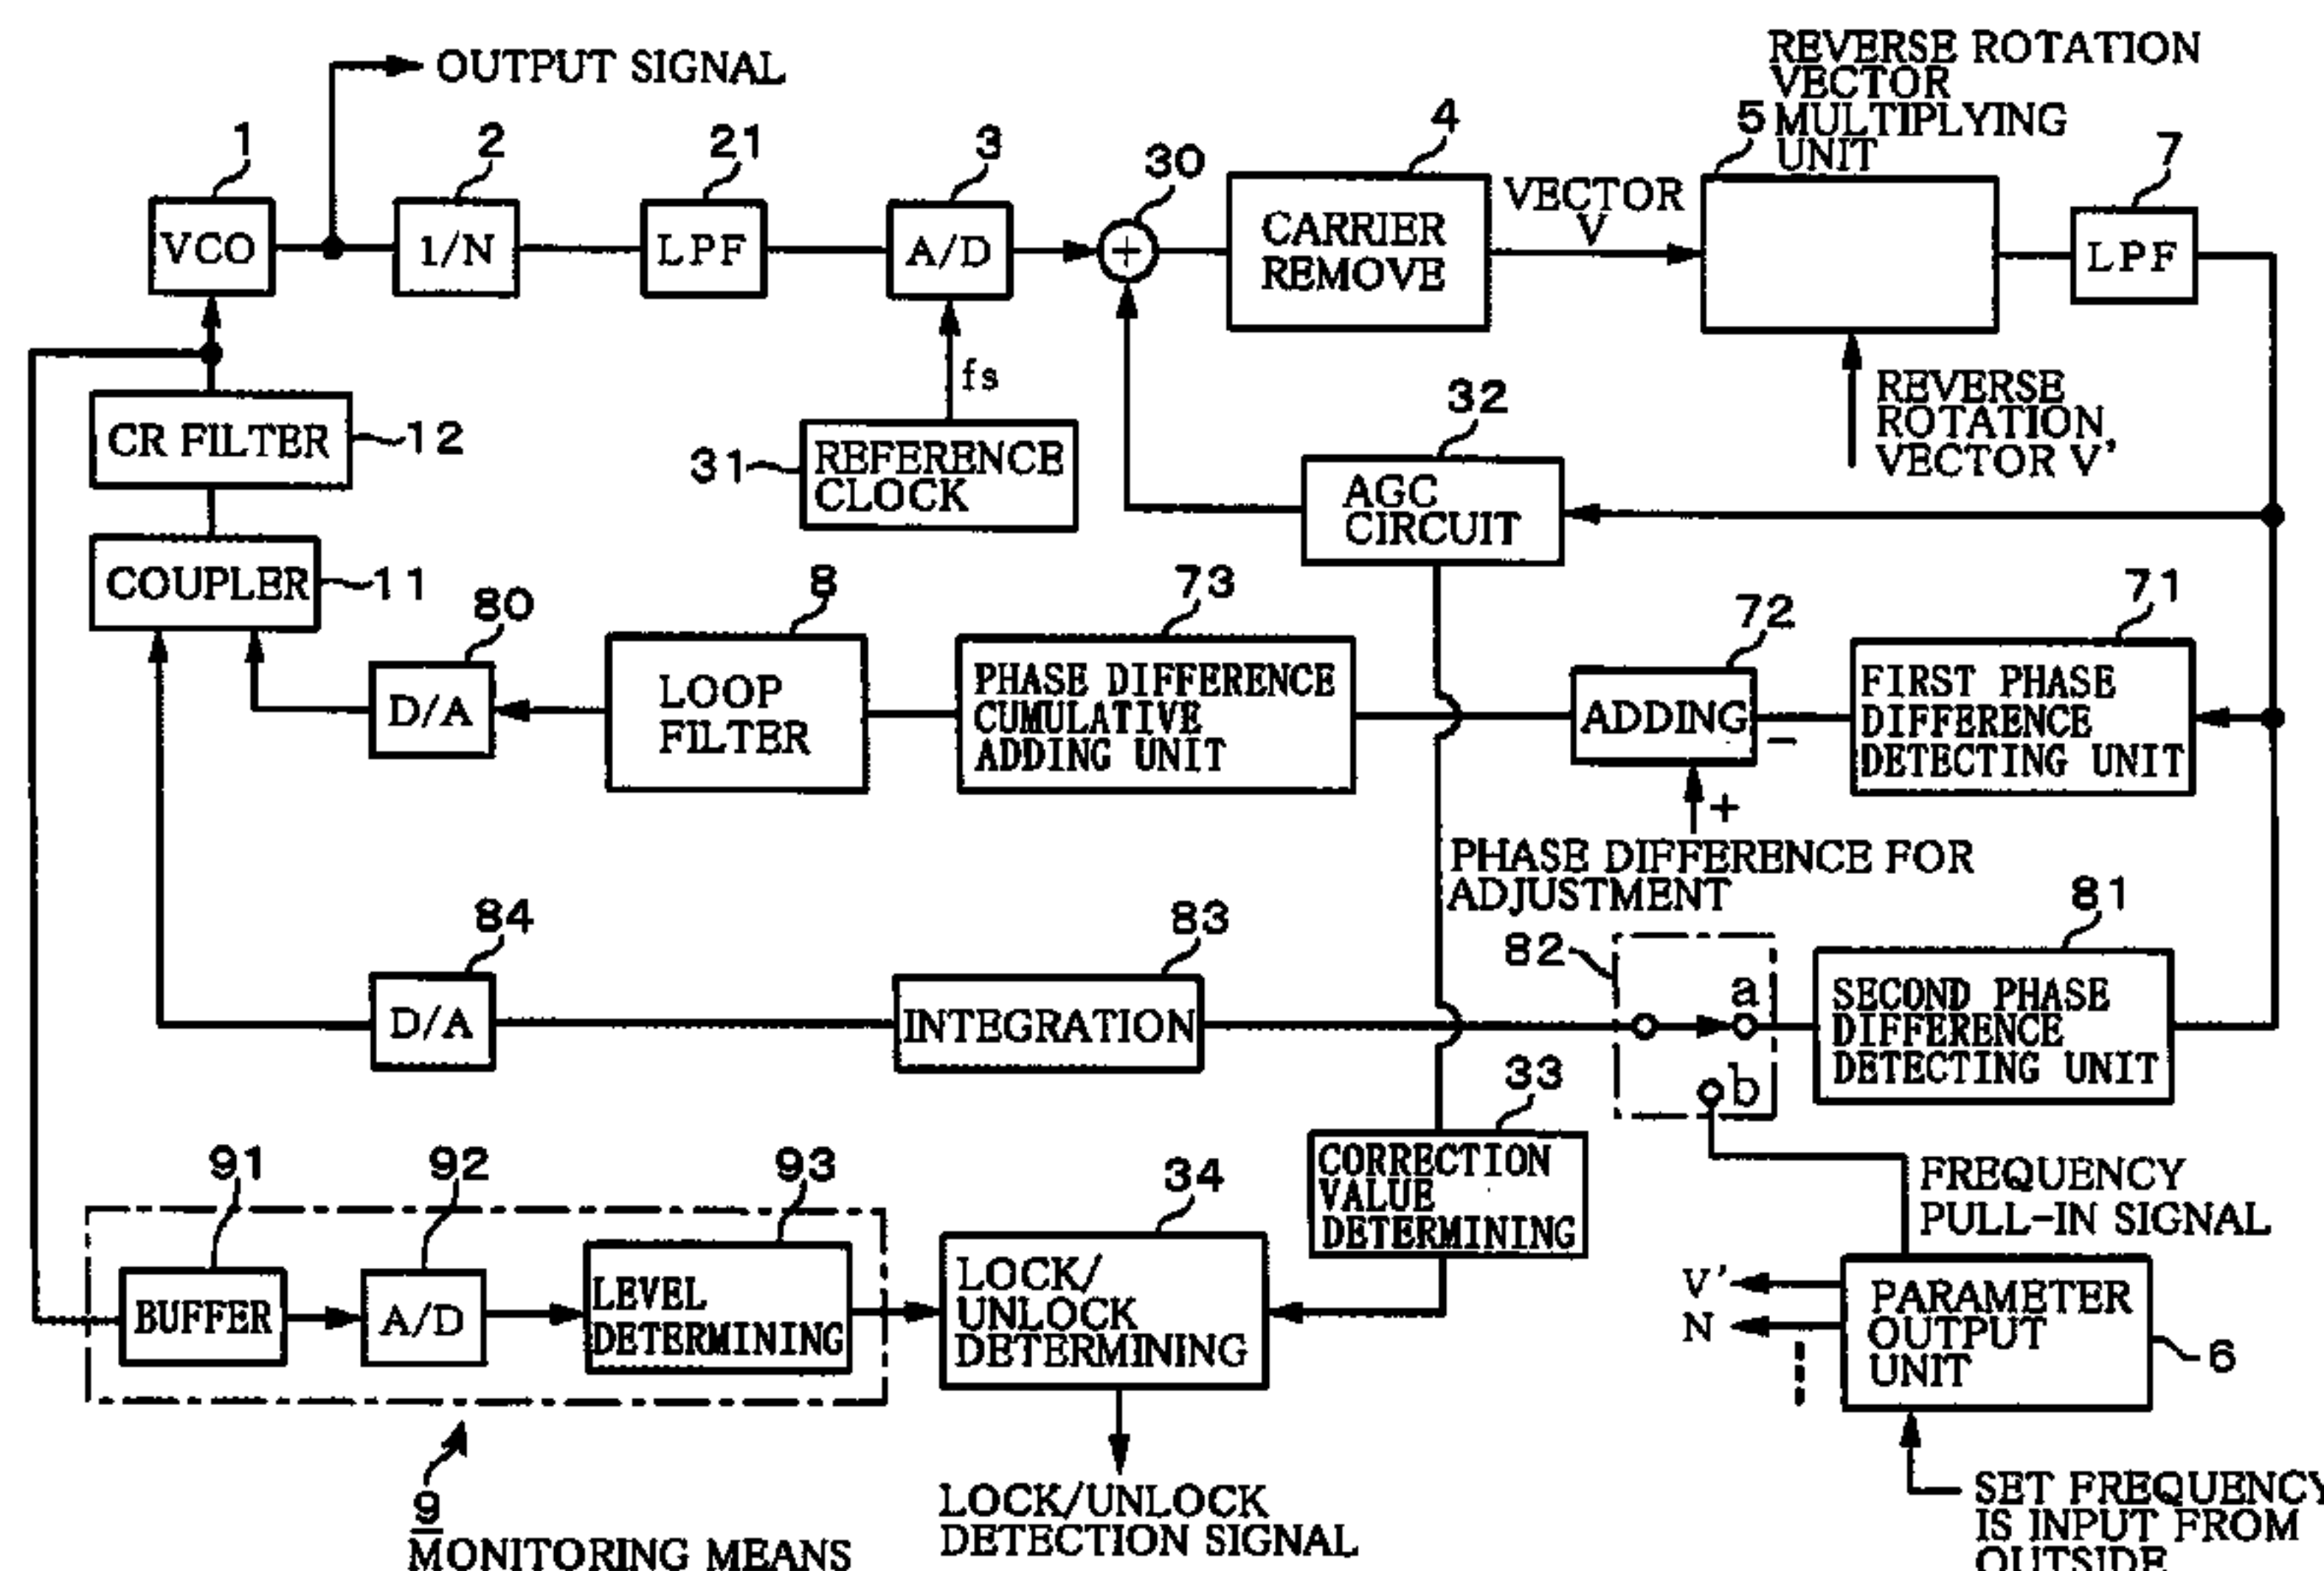 OUTPUT SIGNAL
REVERSE ROTATION
VECTOR
MULTIPLYING
UNIT
1
2
21
3
30
4
5
7
VCO
1/N
LPF
A/D
+
CARRIER
REMOVE
VECTOR
V
LPF
fs
CR FILTER
12
31
REFERENCE
CLOCK
32
AGC
CIRCUIT
REVERSE
ROTATION,
VECTOR V'
COUPLER
11
80
D/A
8
LOOP
FILTER
73
PHASE DIFFERENCE
CUMULATIVE
ADDING UNIT
72
ADDING
−
+
71
FIRST PHASE
DIFFERENCE
DETECTING UNIT
PHASE DIFFERENCE FOR
ADJUSTMENT
84
D/A
83
INTEGRATION
82
a
b
81
SECOND PHASE
DIFFERENCE
DETECTING UNIT
33
CORRECTION
VALUE
DETERMINING
91
BUFFER
92
A/D
93
LEVEL
DETERMINING
34
LOCK/
UNLOCK
DETERMINING
FREQUENCY
PULL-IN SIGNAL
V'
N
PARAMETER
OUTPUT
UNIT
6
9
MONITORING MEANS
LOCK/UNLOCK
DETECTION SIGNAL
SET FREQUENCY
IS INPUT FROM
OUTSIDE